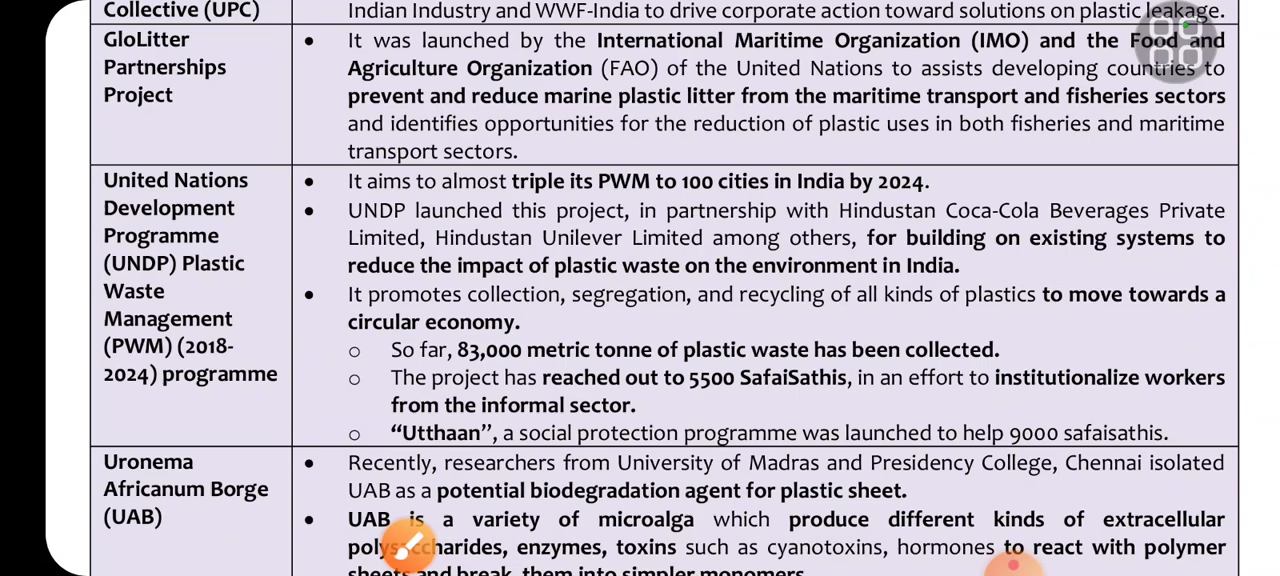 Collective (UPC)
Indian Industry and WWF-India to drive corporate action toward solutions on plastic leakage.
GloLitter
Partnerships
Project
• It was launched by the International Maritime Organization (IMO) and the Food and
Agriculture Organization (FAO) of the United Nations to assists developing countries to
prevent and reduce marine plastic litter from the maritime transport and fisheries sectors
and identifies opportunities for the reduction of plastic uses in both fisheries and maritime
transport sectors.
United Nations
Development
Programme
(UNDP) Plastic
Waste
Management
(PWM) (2018-
2024) programme
• It aims to almost triple its PWM to 100 cities in India by 2024.
• UNDP launched this project, in partnership with Hindustan Coca-Cola Beverages Private
Limited, Hindustan Unilever Limited among others, for building on existing systems to
reduce the impact of plastic waste on the environment in India.
• It promotes collection, segregation, and recycling of all kinds of plastics to move towards a
circular economy.
o So far, 83,000 metric tonne of plastic waste has been collected.
o The project has reached out to 5500 SafaiSathis, in an effort to institutionalize workers
from the informal sector.
o “Utthaan”, a social protection programme was launched to help 9000 safaisathis.
Uronema
Africanum Borge
(UAB)
• Recently, researchers from University of Madras and Presidency College, Chennai isolated
UAB as a potential biodegradation agent for plastic sheet.
• UAB is a variety of microalga which produce different kinds of extracellular
polysaccharides, enzymes, toxins such as cyanotoxins, hormones to react with polymer
sheets and break them into simpler monomers.